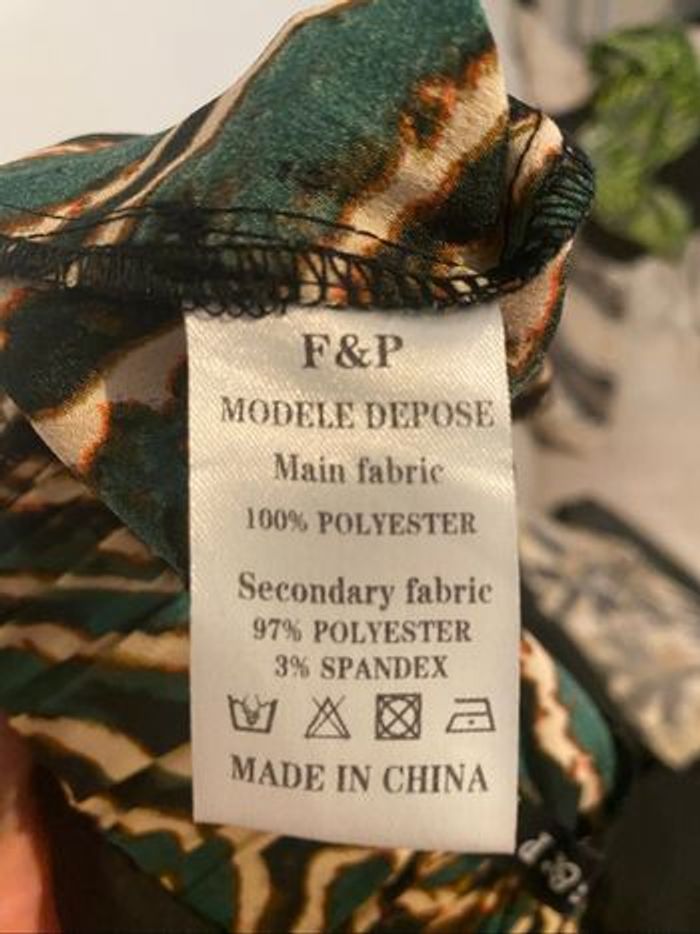 F&P
MODELE DEPOSE
Main fabric
100% POLYESTER
Secondary fabric
97% POLYESTER
3% SPANDEX
MADE IN CHINA
&P